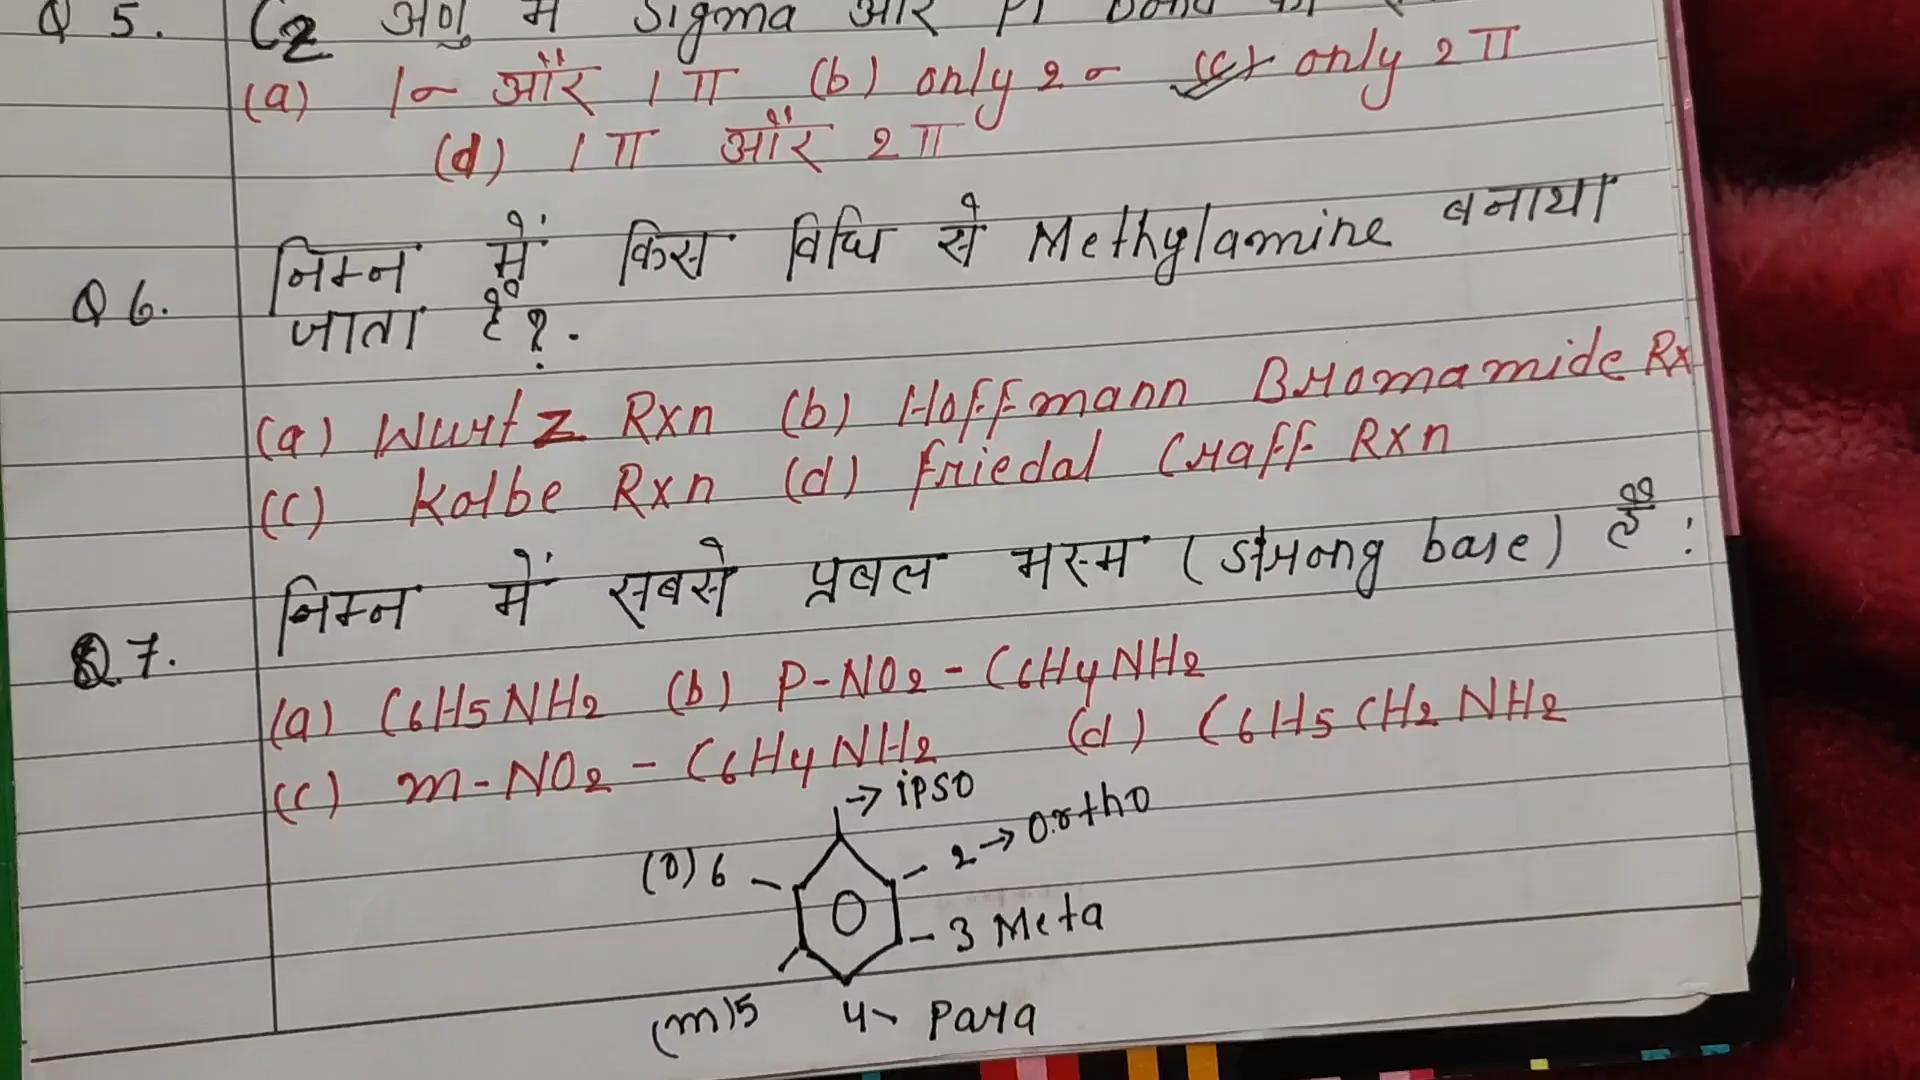 Q 5. C2 अणु में Sigma और Pi bond
(a) 1σ और 1π (b) only 2σ (c) only 2π
(d) 1π और 2π
Q 6. निम्न में किस विधि से Methylamine बनाया
जाता है?.
(a) Wurtz Rxn (b) Hoffmann Bromamide Rx
(c) Kolbe Rxn (d) Friedal Craff Rxn
Q 7. निम्न में सबसे प्रबल भस्म (strong base) है :
(a) C6H5NH2 (b) P-NO2-C6H4NH2
(c) m-NO2-C6H4NH2 (d) C6H5CH2NH2
→ ipso
(o) 6 - 2 → Ortho
- 3 Meta
(m)5 4- Para